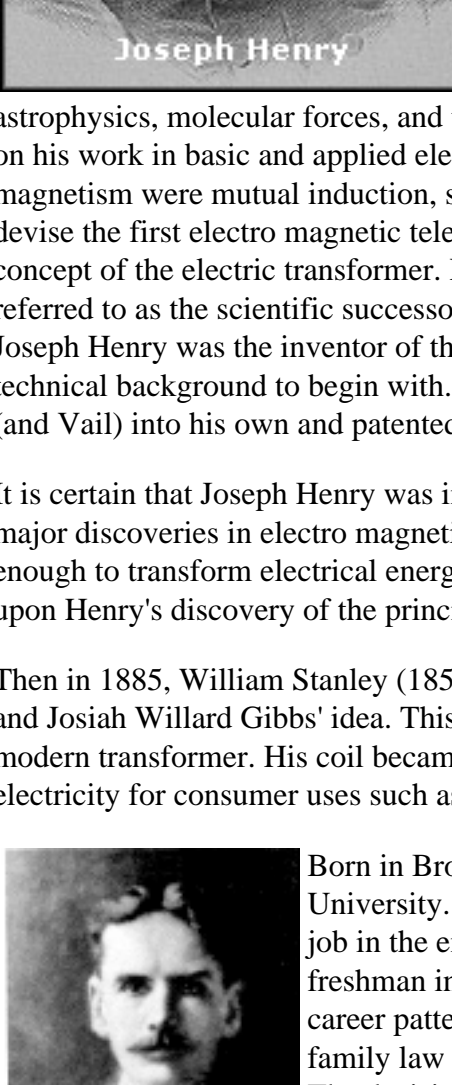 Joseph Henry
astrophysics, molecular forces, and
on his work in basic and applied ele
magnetism were mutual induction, s
devise the first electro magnetic tele
concept of the electric transformer.
referred to as the scientific successo
Joseph Henry was the inventor of th
technical background to begin with.
(and Vail) into his own and patented
It is certain that Joseph Henry was i
major discoveries in electro magneti
enough to transform electrical energ
upon Henry's discovery of the princi
Then in 1885, William Stanley (185
and Josiah Willard Gibbs' idea. This
modern transformer. His coil becam
electricity for consumer uses such as
Born in Bro
University.
job in the e
freshman in
career patte
family law